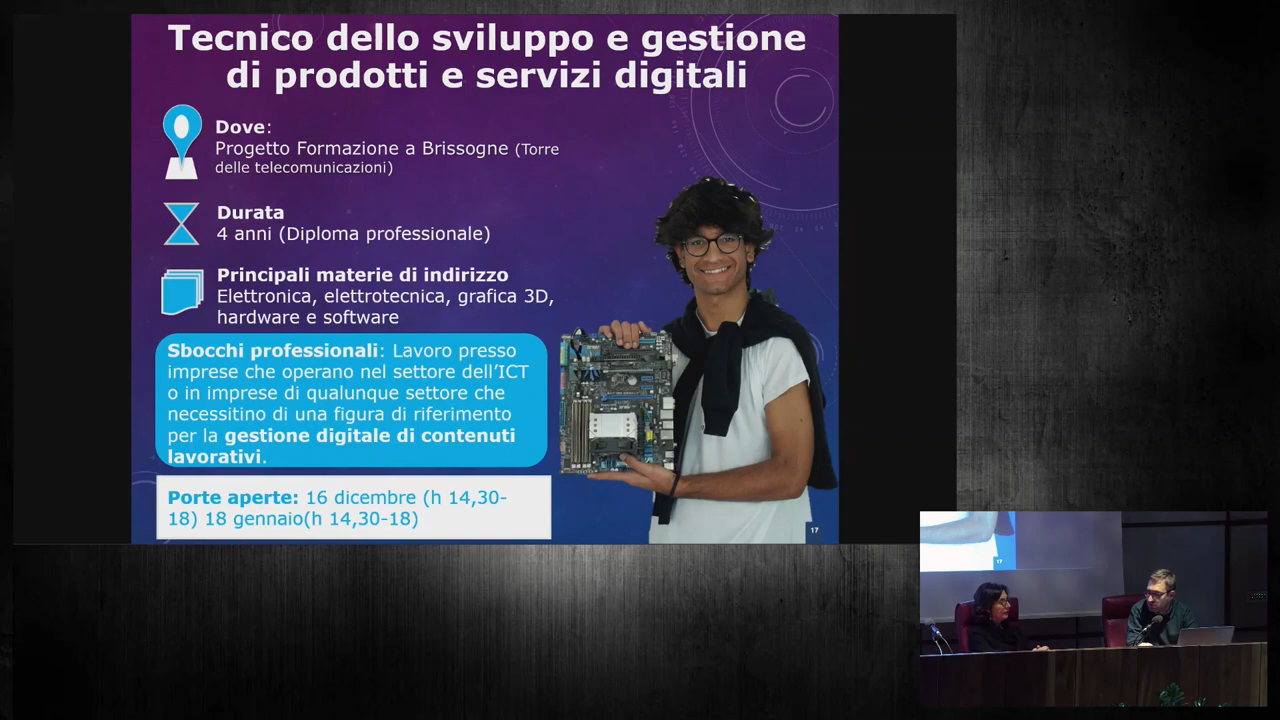 Tecnico dello sviluppo e gestione
di prodotti e servizi digitali
Dove:
Progetto Formazione a Brissogne (Torre
delle telecomunicazioni)
Durata
4 anni (Diploma professionale)
Principali materie di indirizzo
Elettronica, elettrotecnica, grafica 3D,
hardware e software
Sbocchi professionali: Lavoro presso
imprese che operano nel settore dell’ICT
o in imprese di qualunque settore che
necessitino di una figura di riferimento
per la gestione digitale di contenuti
lavorativi.
Porte aperte: 16 dicembre (h 14,30-
18) 18 gennaio(h 14,30-18)
17